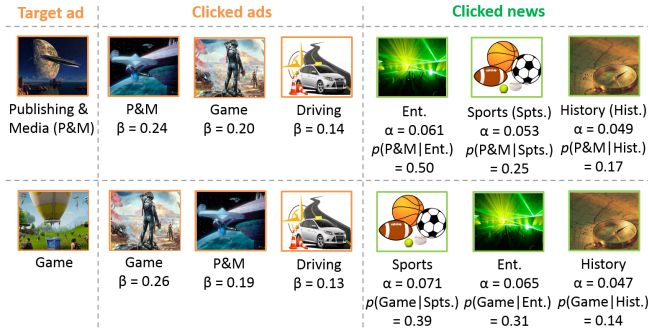 Target ad Clicked ads Clicked news
Publishing & Media (P&M)
P&M
β = 0.24
Game
β = 0.20
Driving
β = 0.14
Ent.
α = 0.061
p(P&M|Ent.)
= 0.50
Sports (Spts.)
α = 0.053
p(P&M|Spts.)
= 0.25
History (Hist.)
α = 0.049
p(P&M|Hist.)
= 0.17
Game
Game
β = 0.26
P&M
β = 0.19
Driving
β = 0.13
Sports
α = 0.071
p(Game|Spts.)
= 0.39
Ent.
α = 0.065
p(Game|Ent.)
= 0.31
History
α = 0.047
p(Game|Hist.)
= 0.14